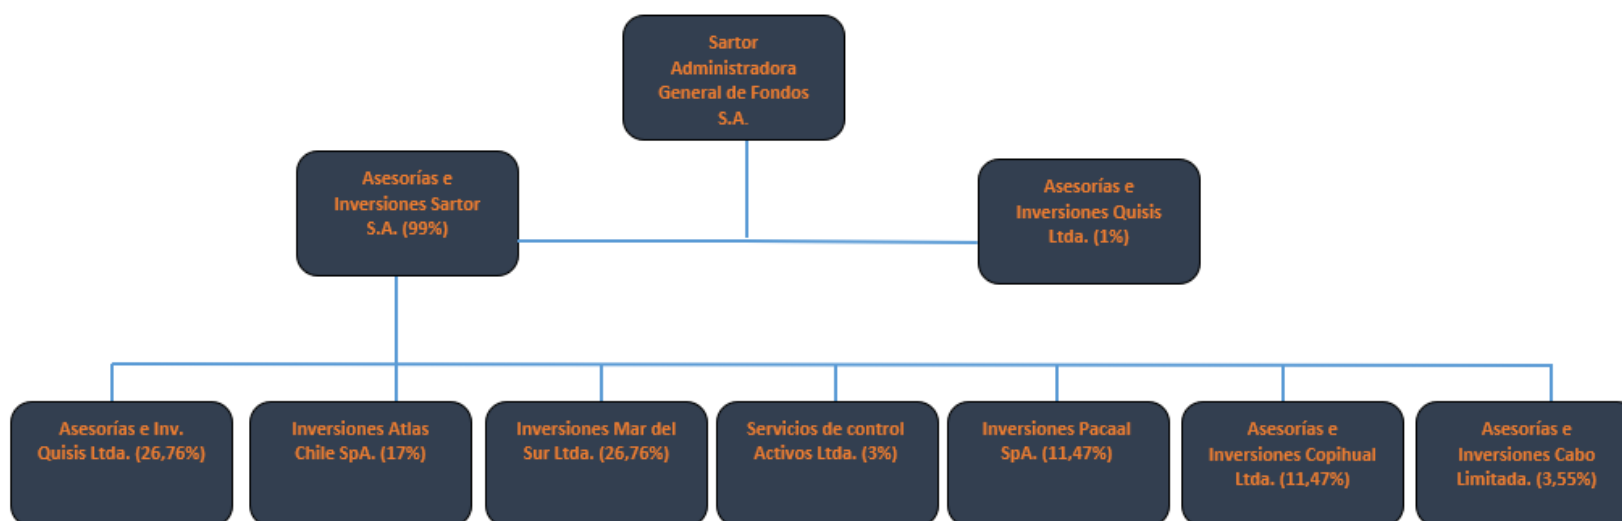 Sartor
Administradora
General de Fondos
S.A.
Asesorías e
Inversiones Sartor
S.A. (99%)
Asesorías e
Inversiones Quisis
Ltda. (1%)
Asesorías e Inv.
Quisis Ltda. (26,76%)
Inversiones Atlas
Chile SpA. (17%)
Inversiones Mar del
Sur Ltda. (26,76%)
Servicios de control
Activos Ltda. (3%)
Inversiones Pacaal
SpA. (11,47%)
Asesorías e
Inversiones Copihual
Ltda. (11,47%)
Asesorías e
Inversiones Cabo
Limitada. (3,55%)